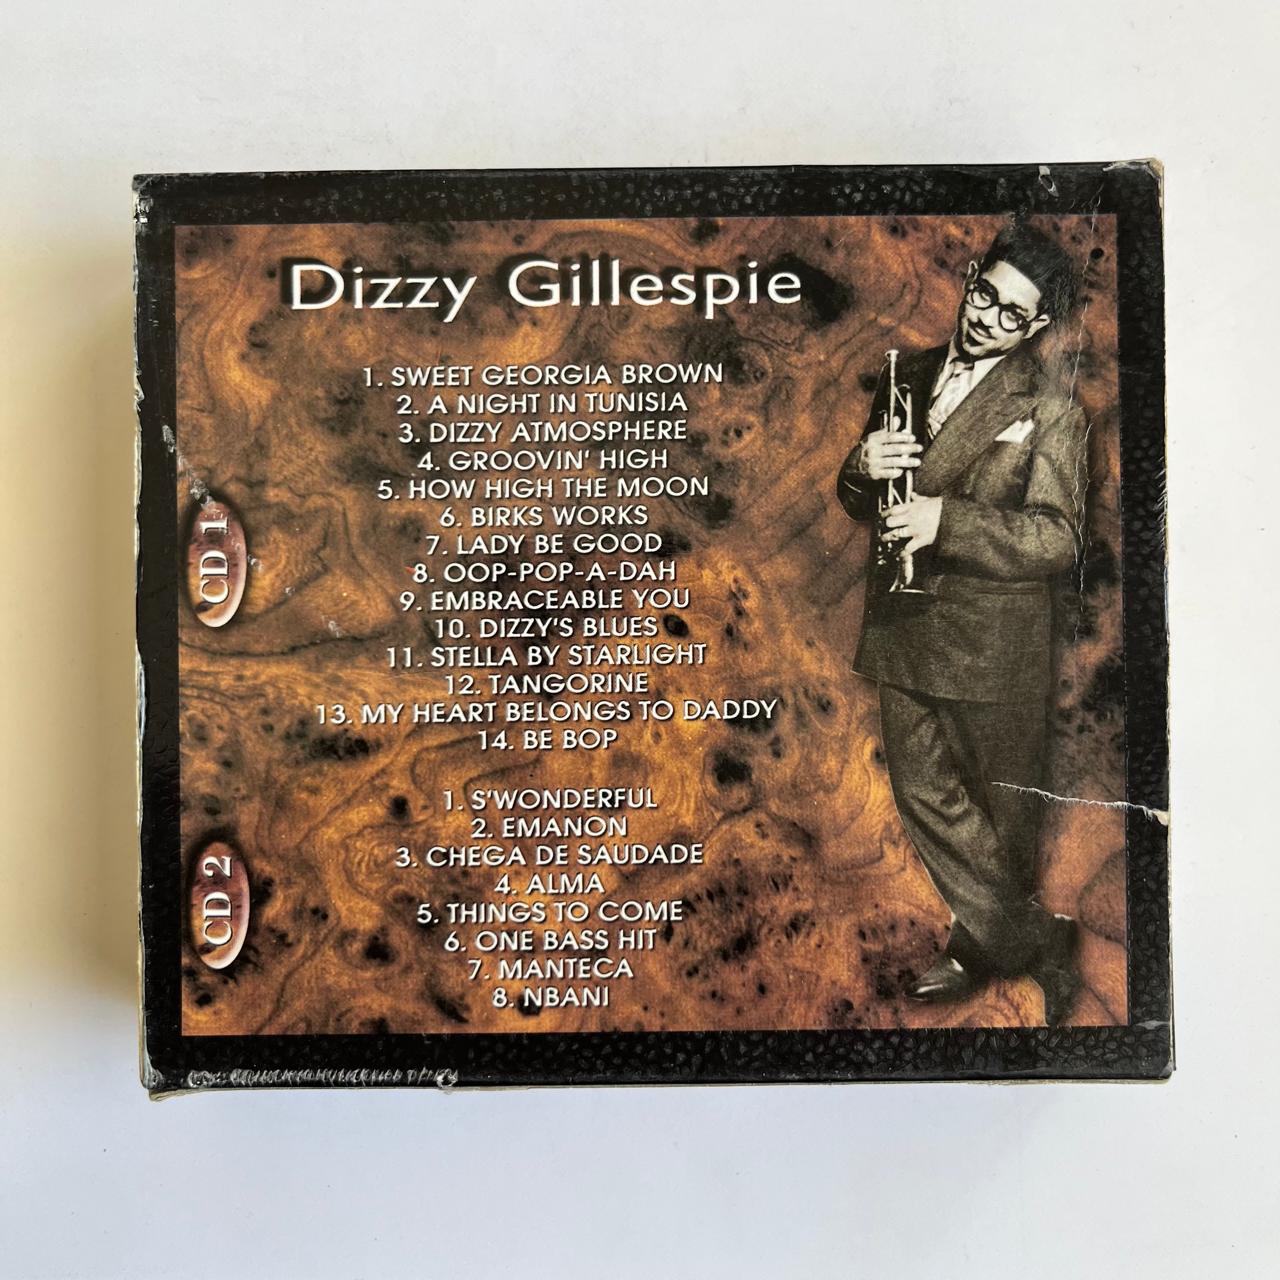 Dizzy Gillespie
CD 1
1. SWEET GEORGIA BROWN
2. A NIGHT IN TUNISIA
3. DIZZY ATMOSPHERE
4. GROOVIN' HIGH
5. HOW HIGH THE MOON
6. BIRKS WORKS
7. LADY BE GOOD
8. OOP-POP-A-DAH
9. EMBRACEABLE YOU
10. DIZZY'S BLUES
11. STELLA BY STARLIGHT
12. TANGORINE
13. MY HEART BELONGS TO DADDY
14. BE BOP
CD 2
1. S'WONDERFUL
2. EMANON
3. CHEGA DE SAUDADE
4. ALMA
5. THINGS TO COME
6. ONE BASS HIT
7. MANTECA
8. NBANI